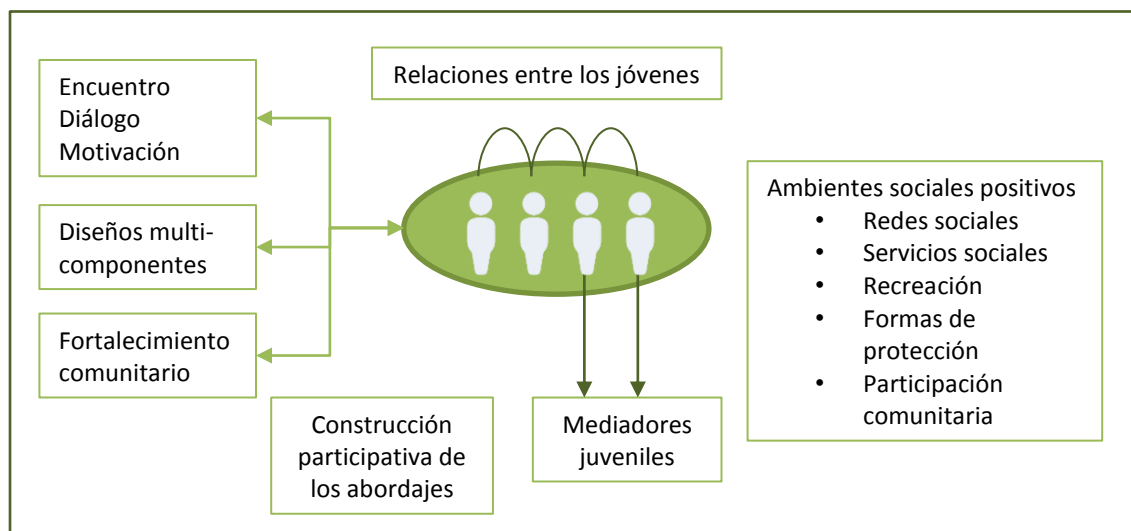 Encuentro
Diálogo
Motivación
Diseños multi-
componentes
Fortalecimiento
comunitario
Relaciones entre los jóvenes
Construcción
participativa de
los abordajes
Mediadores
juveniles
Ambientes sociales positivos
• Redes sociales
• Servicios sociales
• Recreación
• Formas de
protección
• Participación
comunitaria